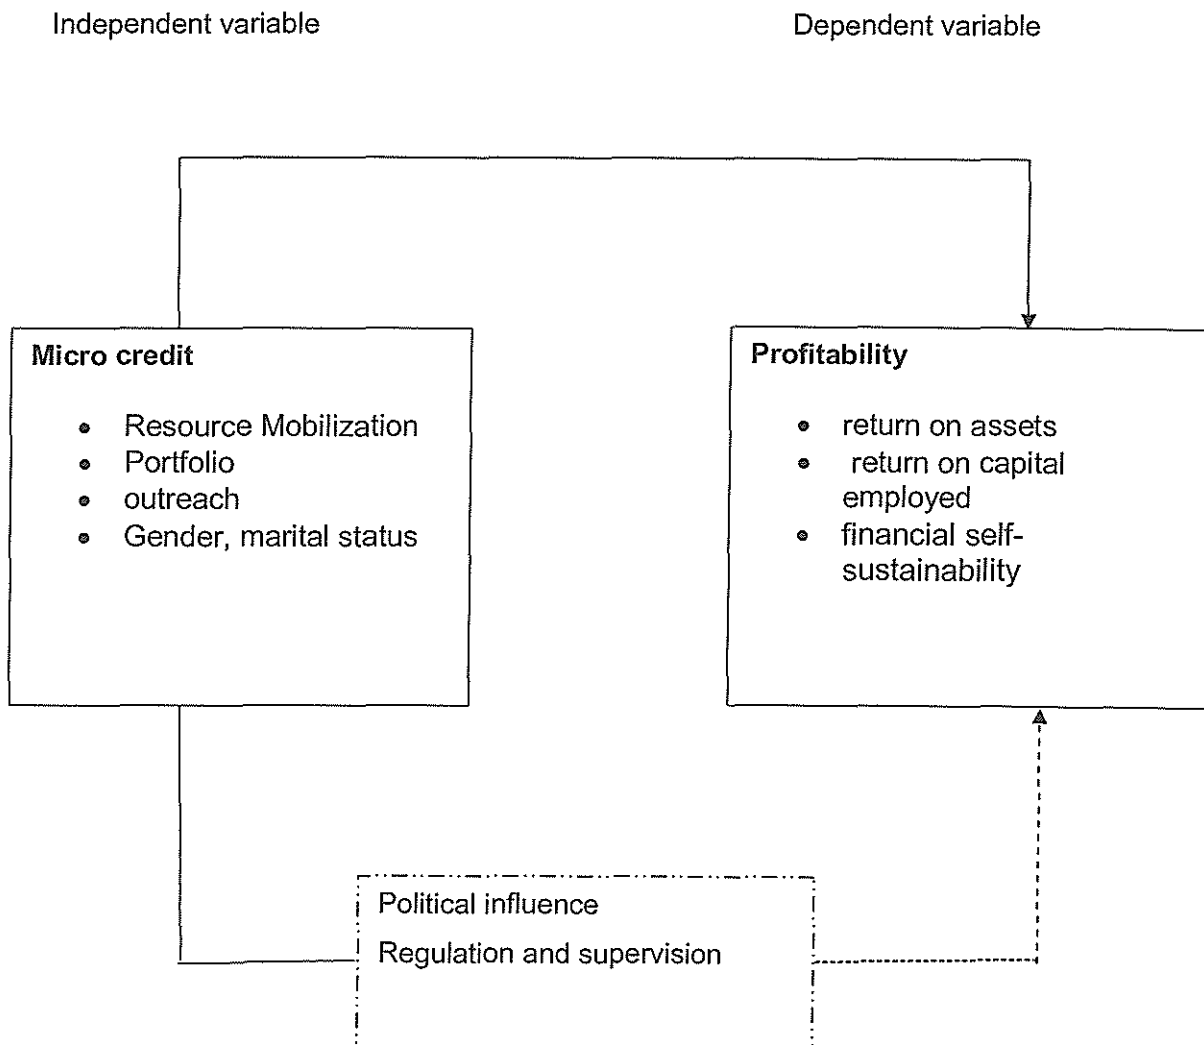 Independent variable
Dependent variable
Micro credit
Resource Mobilization
Portfolio
outreach
Gender, marital status
Profitability
return on assets
return on capital
employed
financial self-
sustainability
Political influence
Regulation and supervision